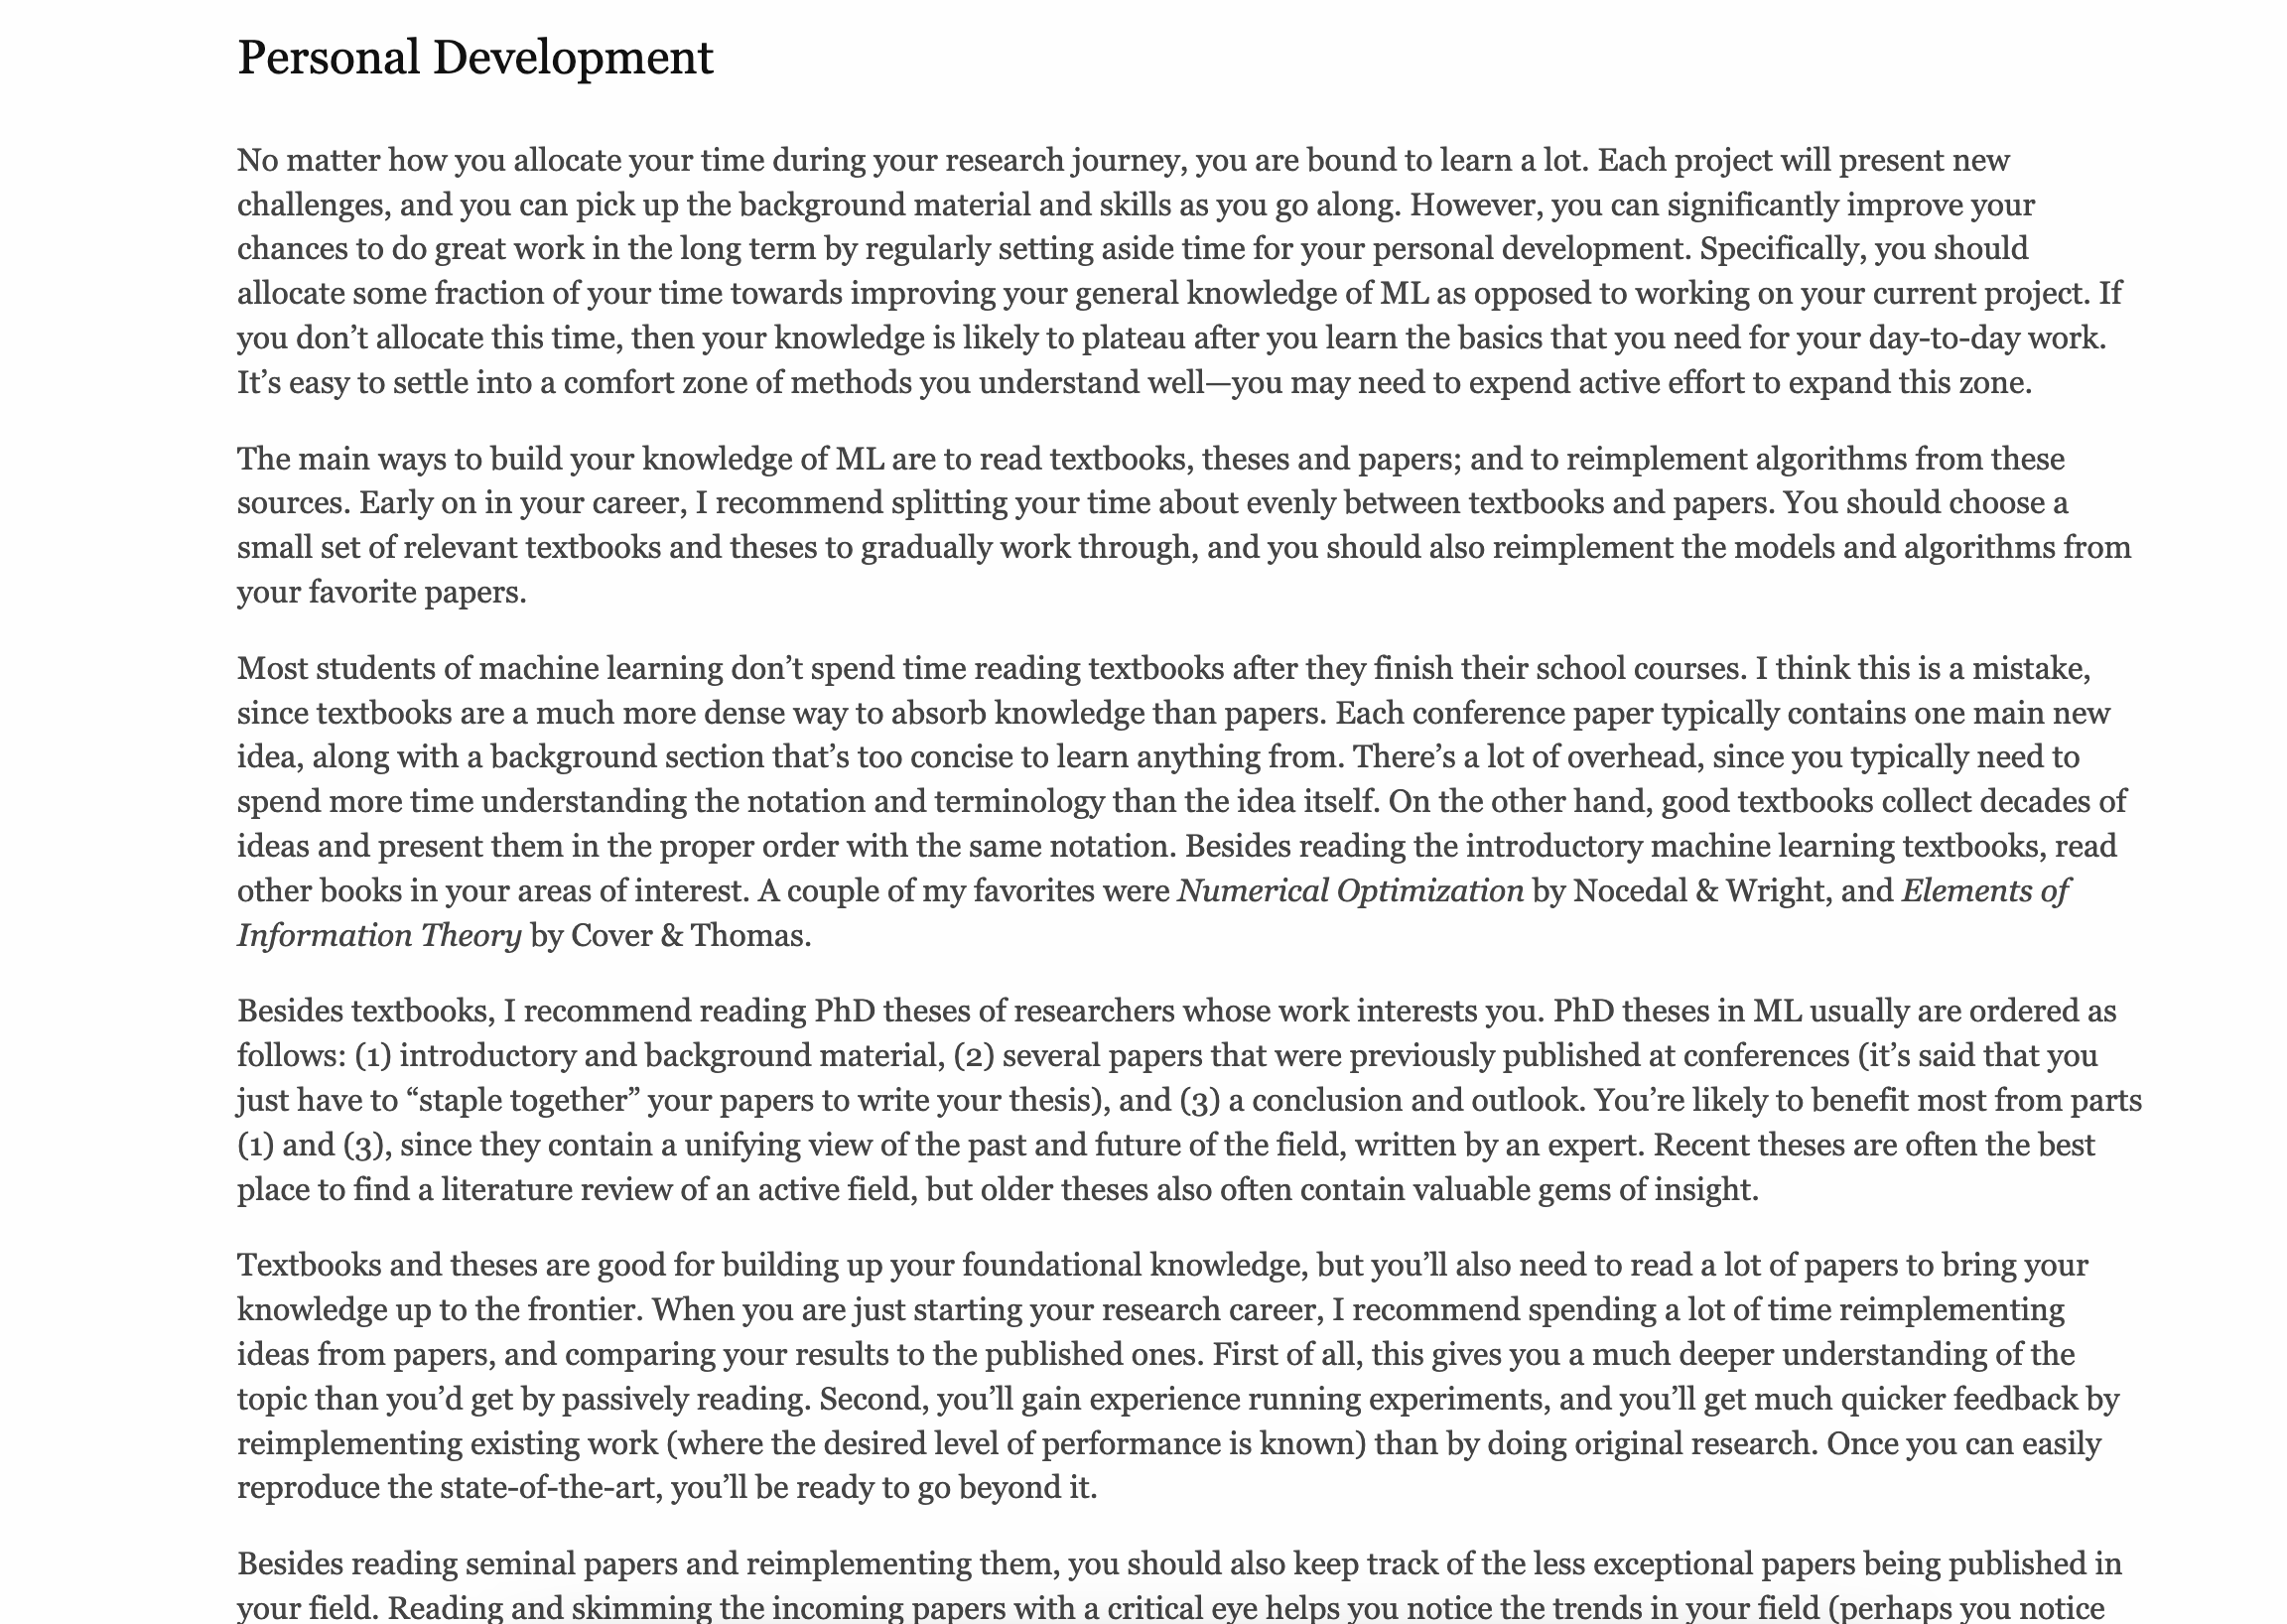 Personal Development
No matter how you allocate your time during your research journey, you are bound to learn a lot. Each project will present new
challenges, and you can pick up the background material and skills as you go along. However, you can significantly improve your
chances to do great work in the long term by regularly setting aside time for your personal development. Specifically, you should
allocate some fraction of your time towards improving your general knowledge of ML as opposed to working on your current project. If
you don’t allocate this time, then your knowledge is likely to plateau after you learn the basics that you need for your day-to-day work.
It’s easy to settle into a comfort zone of methods you understand well—you may need to expend active effort to expand this zone.
The main ways to build your knowledge of ML are to read textbooks, theses and papers; and to reimplement algorithms from these
sources. Early on in your career, I recommend splitting your time about evenly between textbooks and papers. You should choose a
small set of relevant textbooks and theses to gradually work through, and you should also reimplement the models and algorithms from
your favorite papers.
Most students of machine learning don’t spend time reading textbooks after they finish their school courses. I think this is a mistake,
since textbooks are a much more dense way to absorb knowledge than papers. Each conference paper typically contains one main new
idea, along with a background section that’s too concise to learn anything from. There’s a lot of overhead, since you typically need to
spend more time understanding the notation and terminology than the idea itself. On the other hand, good textbooks collect decades of
ideas and present them in the proper order with the same notation. Besides reading the introductory machine learning textbooks, read
other books in your areas of interest. A couple of my favorites were Numerical Optimization by Nocedal & Wright, and Elements of
Information Theory by Cover & Thomas.
Besides textbooks, I recommend reading PhD theses of researchers whose work interests you. PhD theses in ML usually are ordered as
follows: (1) introductory and background material, (2) several papers that were previously published at conferences (it’s said that you
just have to “staple together” your papers to write your thesis), and (3) a conclusion and outlook. You’re likely to benefit most from parts
(1) and (3), since they contain a unifying view of the past and future of the field, written by an expert. Recent theses are often the best
place to find a literature review of an active field, but older theses also often contain valuable gems of insight.
Textbooks and theses are good for building up your foundational knowledge, but you’ll also need to read a lot of papers to bring your
knowledge up to the frontier. When you are just starting your research career, I recommend spending a lot of time reimplementing
ideas from papers, and comparing your results to the published ones. First of all, this gives you a much deeper understanding of the
topic than you’d get by passively reading. Second, you’ll gain experience running experiments, and you’ll get much quicker feedback by
reimplementing existing work (where the desired level of performance is known) than by doing original research. Once you can easily
reproduce the state-of-the-art, you’ll be ready to go beyond it.
Besides reading seminal papers and reimplementing them, you should also keep track of the less exceptional papers being published in
your field. Reading and skimming the incoming papers with a critical eye helps you notice the trends in your field (perhaps you notice